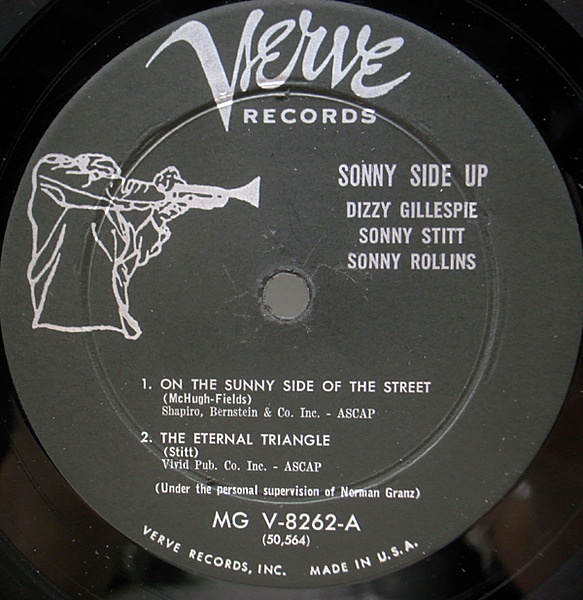 Verve
RECORDS
SONNY SIDE UP
DIZZY GILLESPIE
SONNY STITT
SONNY ROLLINS
1. ON THE SUNNY SIDE OF THE STREET
(McHugh-Fields)
Shapiro, Bernstein & Co. Inc. - ASCAP
2. THE ETERNAL TRIANGLE
(Stitt)
Vivid Pub. Co. Inc. - ASCAP
(Under the personal supervision of Norman Granz)
MG V-8262-A
(50,564)
VERVE RECORDS, INC. MADE IN U.S.A.